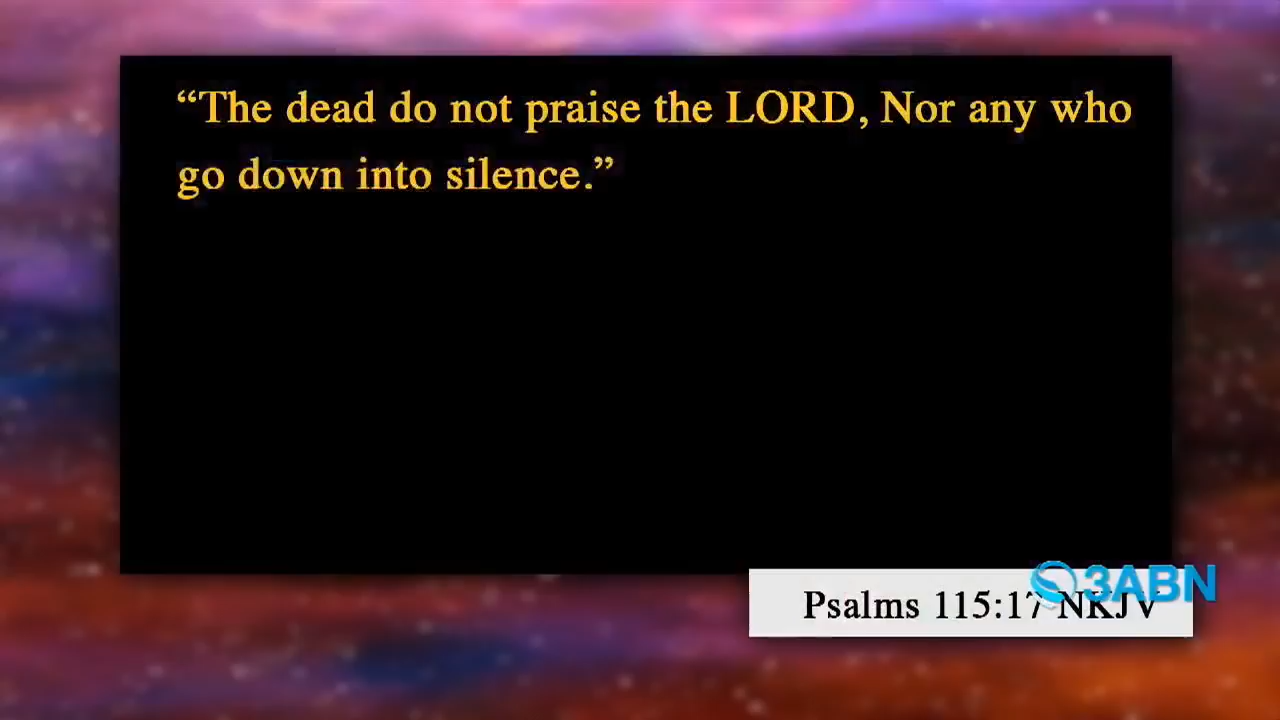 “The dead do not praise the LORD, Nor any who
go down into silence.”
3ABN
Psalms 115:17 NKJV